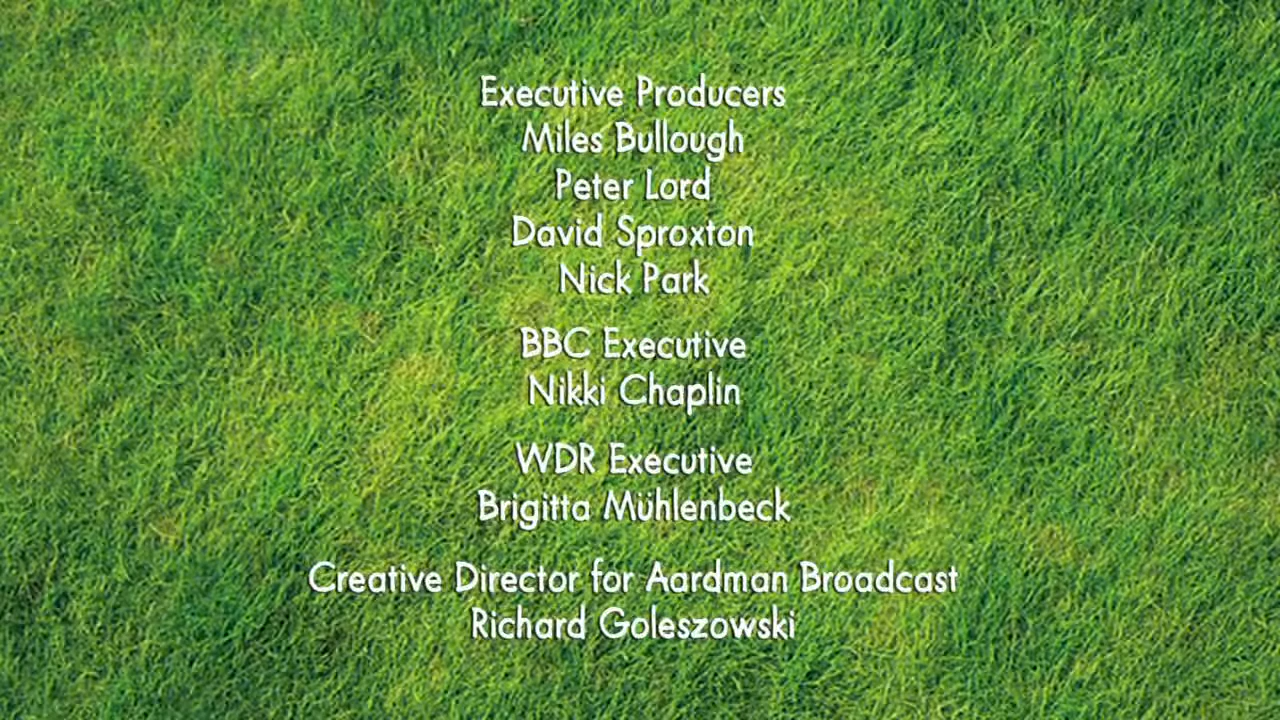 Executive Producers
Miles Bullough
Peter Lord
David Sproxton
Nick Park
BBC Executive
Nikki Chaplin
WDR Executive
Brigitta Mühlenbeck
Creative Director for Aardman Broadcast
Richard Goleszowski